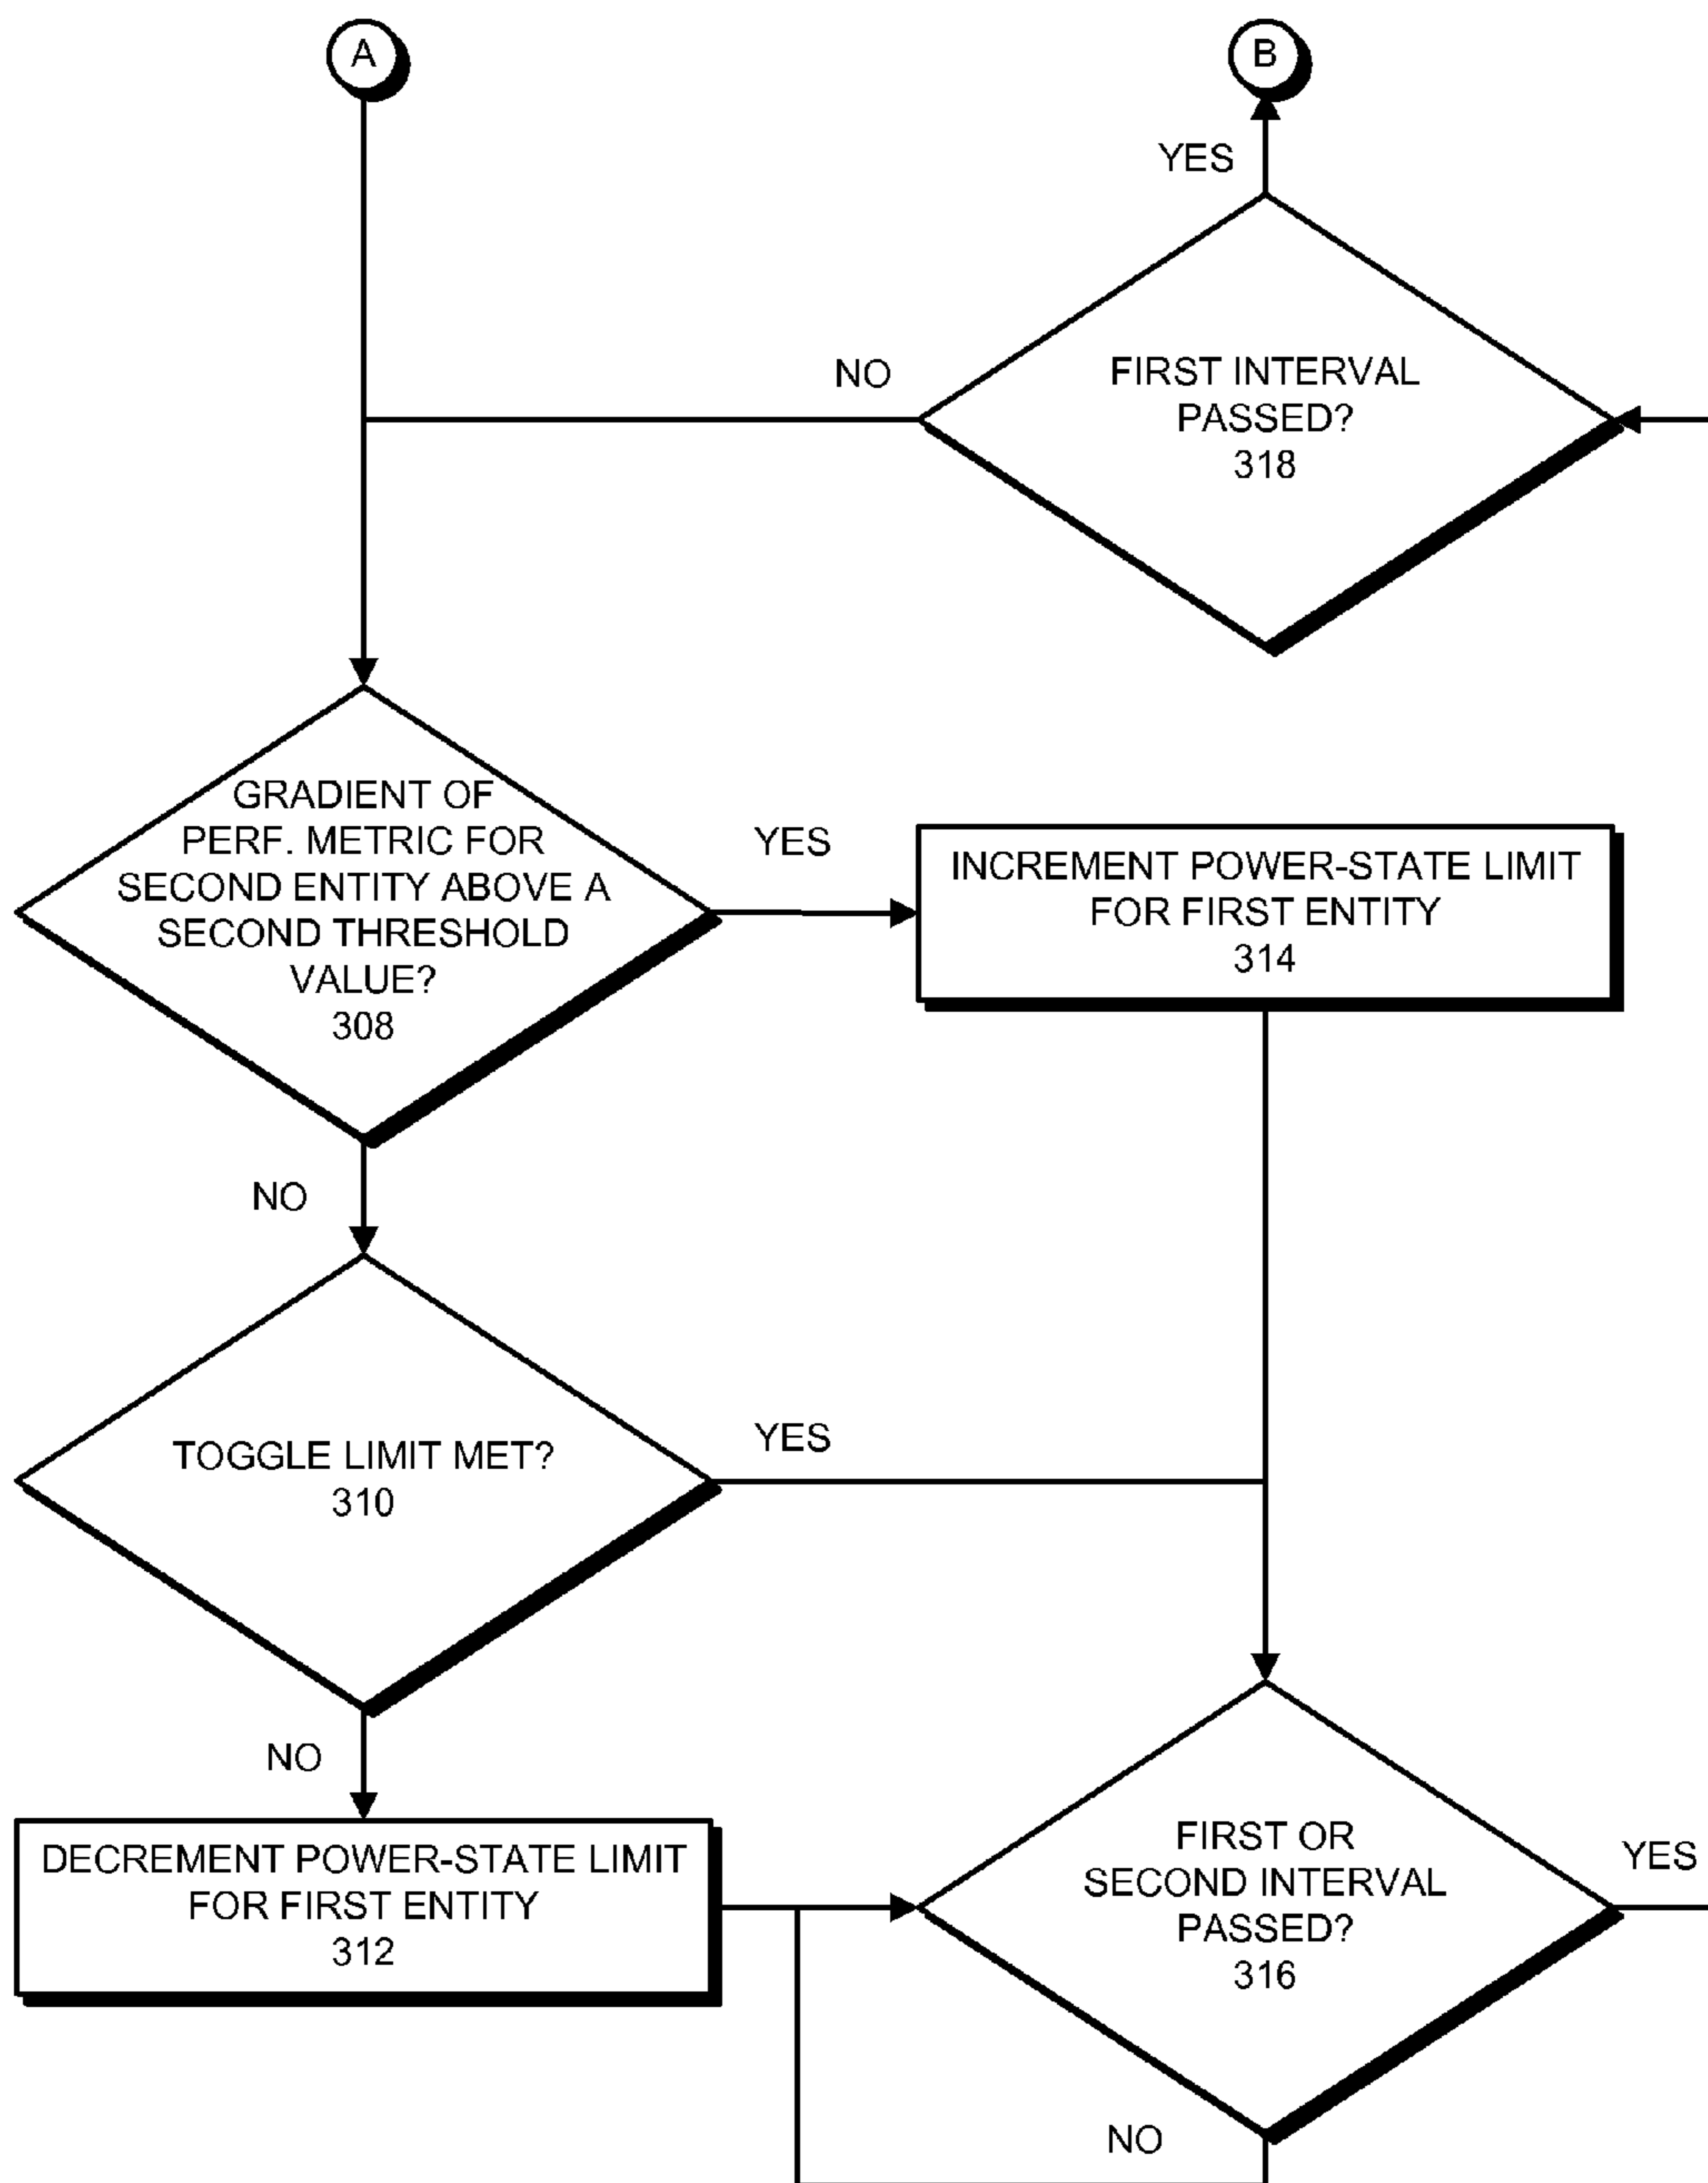 A
B
YES
FIRST INTERVAL
PASSED?
318
NO
GRADIENT OF
PERF. METRIC FOR
SECOND ENTITY ABOVE A
SECOND THRESHOLD
VALUE?
308
YES
INCREMENT POWER-STATE LIMIT
FOR FIRST ENTITY
314
NO
TOGGLE LIMIT MET?
310
YES
NO
DECREMENT POWER-STATE LIMIT
FOR FIRST ENTITY
312
FIRST OR
SECOND INTERVAL
PASSED?
316
YES
NO